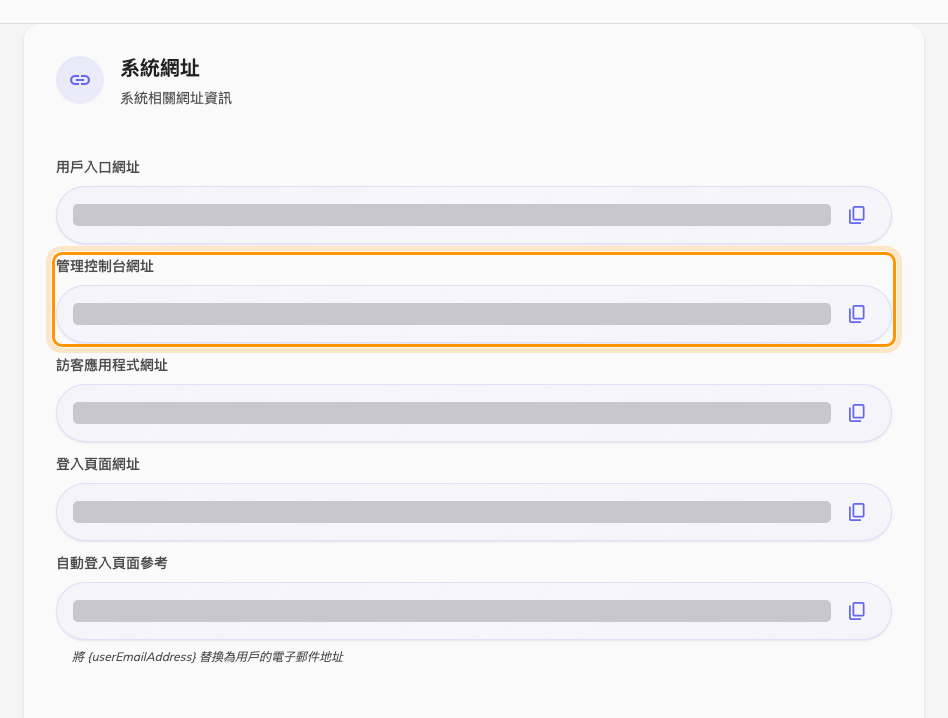 系統網址
系統相關網址資訊
用戶入口網址
管理控制台網址
訪客應用程式網址
登入頁面網址
自動登入頁面參考
將 {userEmailAddress} 替換為用戶的電子郵件地址